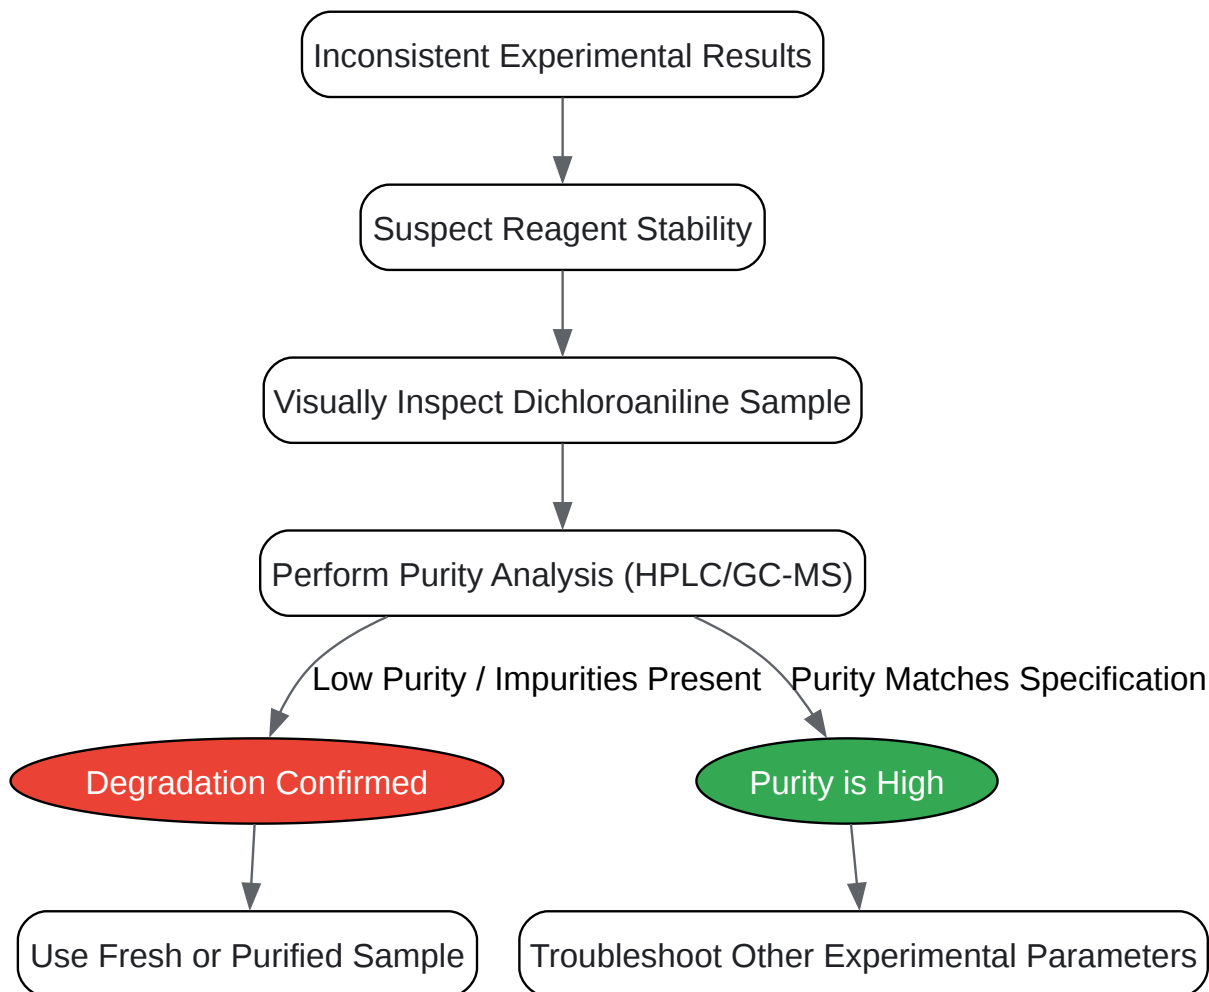 Inconsistent Experimental Results
Suspect Reagent Stability
Visually Inspect Dichloroaniline Sample
Perform Purity Analysis (HPLC/GC-MS)
Low Purity / Impurities Present
Purity Matches Specification
Degradation Confirmed
Purity is High
Use Fresh or Purified Sample
Troubleshoot Other Experimental Parameters